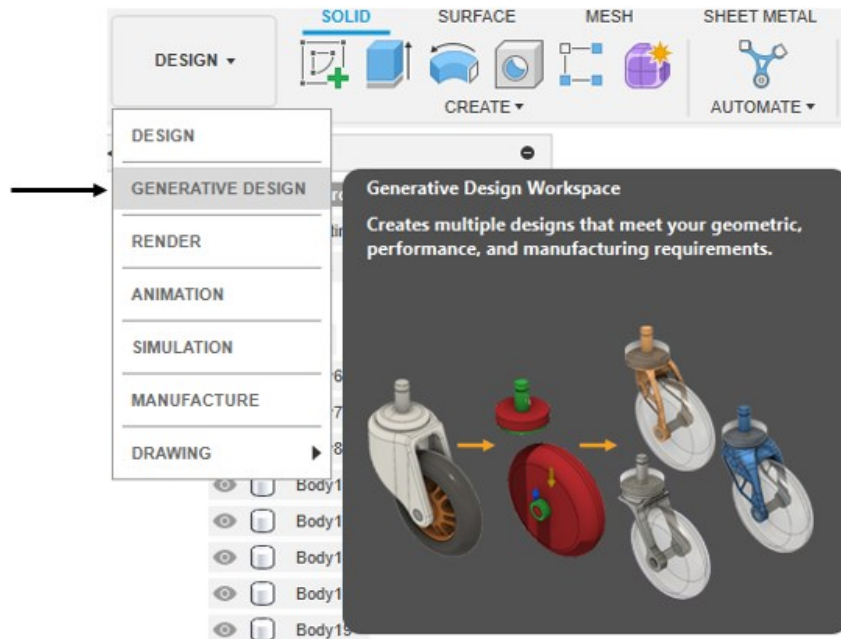 SOLID SURFACE MESH SHEET METAL
DESIGN
CREATE AUTOMATE
DESIGN
GENERATIVE DESIGN
RENDER
ANIMATION
SIMULATION
MANUFACTURE
DRAWING
Generative Design Workspace
Creates multiple designs that meet your geometric,
performance, and manufacturing requirements.
Body1
Body1
Body1
Body1
Body19